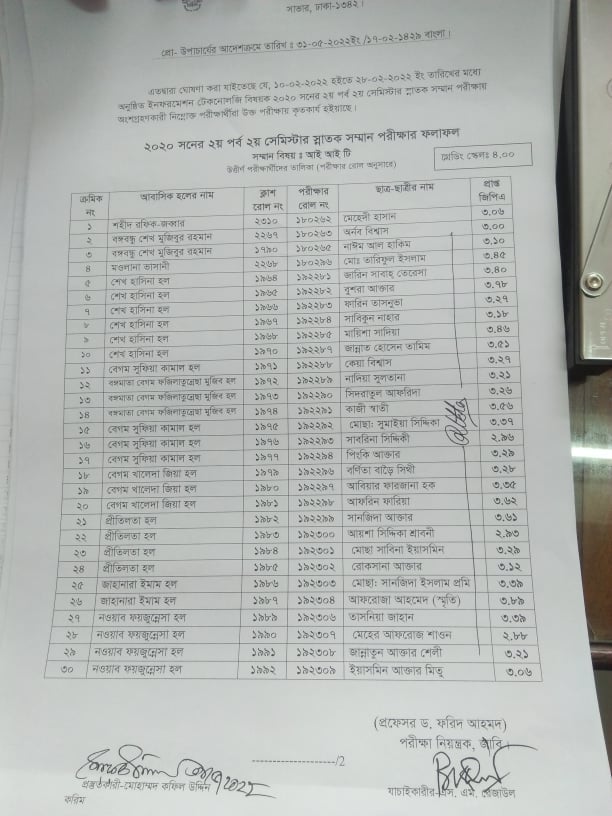 সাভার, ঢাকা-১৩৪২।
প্রো- উপাচার্যের আদেশক্রমে তারিখ : ৩১-০৫-২০২২ইং /১৭-০২-১৪২৯ বাংলা।
এতদ্বারা ঘোষণা করা যাইতেছে যে, ১০-০২-২০২২ হইতে ২৮-০২-২০২২ ইং তারিখের মধ্যে
অনুষ্ঠিত ইনফরমেশন টেকনোলজি বিষয়ক ২০২০ সনের ২য় পর্ব ২য় সেমিস্টার স্নাতক সম্মান পরীক্ষায়
অংশগ্রহণকারী নিম্নোক্ত পরীক্ষার্থীরা উক্ত পরীক্ষায় কৃতকার্য হইয়াছে।
২০২০ সনের ২য় পর্ব ২য় সেমিস্টার স্নাতক সম্মান পরীক্ষার ফলাফল
সম্মান বিষয় : আই আই টি
উত্তীর্ণ পরীক্ষার্থীদের তালিকা (পরীক্ষার রোল অনুসারে)
গ্রেডিং স্কেলঃ ৪.০০
ক্রমিক নং আবাসিক হলের নাম ক্লাশ রোল নং পরীক্ষার রোল নং ছাত্র-ছাত্রীর নাম প্রাপ্ত জিপিএ
১ শহীদ রফিক-জব্বার ২৩১০ ১৮০২৬২ মেহেদী হাসান ৩.০৬
২ বঙ্গবন্ধু শেখ মুজিবুর রহমান ২২৬৭ ১৮০২৬৩ অর্নব বিশ্বাস ৩.০০
৩ বঙ্গবন্ধু শেখ মুজিবুর রহমান ১৭৯০ ১৮০২৬৫ নাঈম আল হাকিম ৩.১০
৪ মওলানা ভাসানী ২২৬৮ ১৮০২৯৬ মোঃ তারিফুল ইসলাম ৩.৪৫
৫ শেখ হাসিনা হল ১৯৬৪ ১৯২২৮১ জারিন সাবাহ তেরেসা ৩.৪০
৬ শেখ হাসিনা হল ১৯৬৫ ১৯২২৮২ বুশরা আক্তার ৩.৭৮
৭ শেখ হাসিনা হল ১৯৬৬ ১৯২২৮৩ ফারিন তাসনুভা ৩.২৭
৮ শেখ হাসিনা হল ১৯৬৭ ১৯২২৮৪ সাবিকুন নাহার ৩.১৮
৯ শেখ হাসিনা হল ১৯৬৮ ১৯২২৮৫ মায়িশা সাদিয়া ৩.৪৬
১০ শেখ হাসিনা হল ১৯৭০ ১৯২২৮৭ জান্নাত হোসেন তামিম ৩.৫১
১১ বেগম সুফিয়া কামাল হল ১৯৭১ ১৯২২৮৮ কেয়া বিশ্বাস ৩.২৭
১২ বঙ্গমাতা বেগম ফজিলাতুন্নেছা মুজিব হল ১৯৭২ ১৯২২৮৯ নাদিয়া সুলতানা ৩.২১
১৩ বঙ্গমাতা বেগম ফজিলাতুন্নেছা মুজিব হল ১৯৭৩ ১৯২২৯০ সিদরাতুল আফরিদা ৩.২৬
১৪ বঙ্গমাতা বেগম ফজিলাতুন্নেছা মুজিব হল ১৯৭৪ ১৯২২৯১ কাজী স্বাতী ৩.৫৬
১৫ বেগম সুফিয়া কামাল হল ১৯৭৫ ১৯২২৯২ মোছাঃ সুমাইয়া সিদ্দিকা ৩.৩৭
১৬ বেগম সুফিয়া কামাল হল ১৯৭৬ ১৯২২৯৩ সাবরিনা সিদ্দিকী ২.৯৬
১৭ বেগম সুফিয়া কামাল হল ১৯৭৭ ১৯২২৯৪ পিংকি আক্তার ৩.২৯
১৮ বেগম খালেদা জিয়া হল ১৯৭৯ ১৯২২৯৬ বর্ণিতা বাড়ৈ সিথী ৩.২৮
১৯ বেগম খালেদা জিয়া হল ১৯৮০ ১৯২২৯৭ আবিয়ার ফারজানা হক ৩.৩৫
২০ বেগম খালেদা জিয়া হল ১৯৮১ ১৯২২৯৮ আফরিন ফারিয়া ৩.৬২
২১ প্রীতিলতা হল ১৯৮২ ১৯২২৯৯ সানজিদা আক্তার ৩.৬১
২২ প্রীতিলতা হল ১৯৮৩ ১৯২৩০০ আয়শা সিদ্দিকা শ্রাবনী ২.৯৩
২৩ প্রীতিলতা হল ১৯৮৪ ১৯২৩০১ মোছা সাবিনা ইয়াসমিন ৩.২৯
২৪ প্রীতিলতা হল ১৯৮৫ ১৯২৩০২ রোকসানা আক্তার ৩.১২
২৫ জাহানারা ইমাম হল ১৯৮৬ ১৯২৩০৩ মোছা: সানজিদা ইসলাম প্রমি ৩.৩৯
২৬ জাহানারা ইমাম হল ১৯৮৭ ১৯২৩০৪ আফরোজা আহমেদ (স্মৃতি) ৩.৮৯
২৭ নওয়াব ফয়জুন্নেসা হল ১৯৮৯ ১৯২৩০৬ তাসনিয়া জাহান ৩.৩৯
২৮ নওয়াব ফয়জুন্নেসা হল ১৯৯০ ১৯২৩০৭ মেহের আফরোজ শাওন ২.৮৮
২৯ নওয়াব ফয়জুন্নেসা হল ১৯৯১ ১৯২৩০৮ জান্নাতুন আক্তার শেলী ৩.২১
৩০ নওয়াব ফয়জুন্নেসা হল ১৯৯২ ১৯২৩০৯ ইয়াসমিন আক্তার মিতু ৩.০৬
(প্রফেসর ড. ফরিদ আহমদ)
পরীক্ষা নিয়ন্ত্রক, জাবি।
--------------------/2
প্রস্তুতকারী-মোহাম্মদ কফিল উদ্দিন
করিম
যাচাইকারীর-এস. এম. রেজাউল